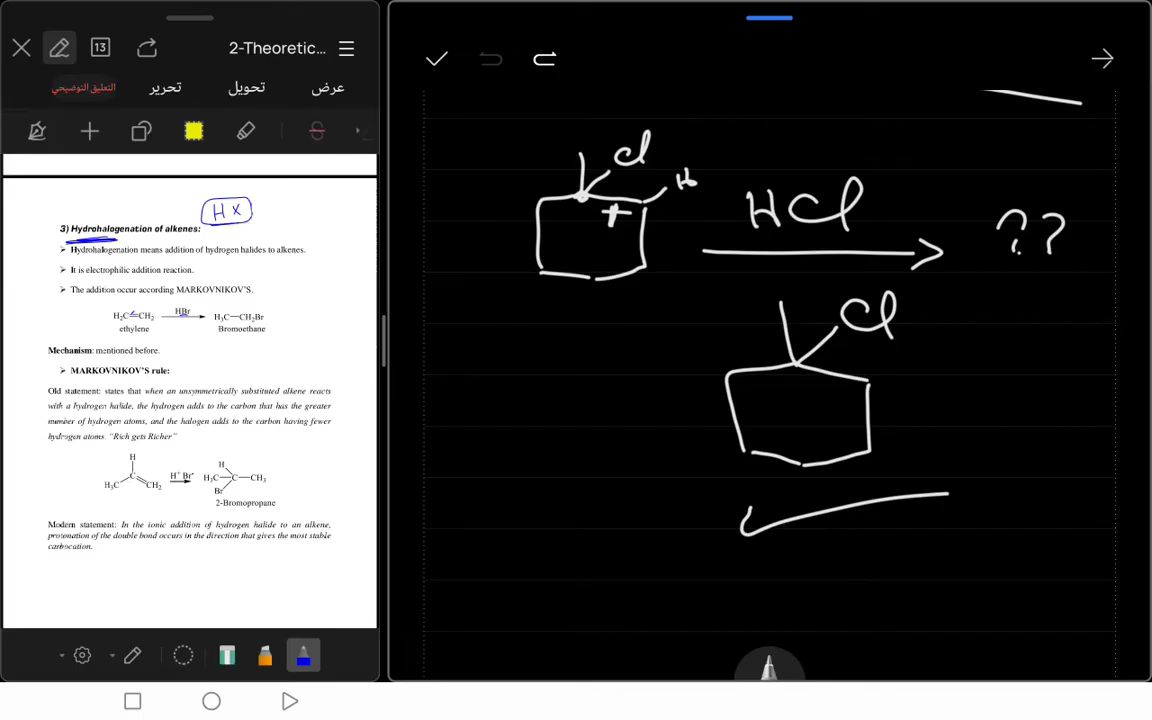 13
2-Theoretic...
التعليق التوضيحي
تحرير
تحويل
عرض
H X
3) Hydrohalogenation of alkenes:
➢ Hydrohalogenation means addition of hydrogen halides to alkenes.
➢ It is electrophilic addition reaction.
➢ The addition occur according MARKOVNIKOV'S.
H2C=CH2 HBr H3C—CH2Br
ethylene Bromoethane
Mechanism: mentioned before.
➢ MARKOVNIKOV'S rule:
Old statement: states that when an unsymmetrically substituted alkene reacts
with a hydrogen halide, the hydrogen adds to the carbon that has the greater
number of hydrogen atoms, and the halogen adds to the carbon having fewer
hydrogen atoms. "Rich gets Richer"
H
C
H3C CH2
H+ Br-
H
H3C—C—CH3
Br
2-Bromopropane
Modern statement: In the ionic addition of hydrogen halide to an alkene,
protonation of the double bond occurs in the direction that gives the most stable
carbocation.
Cl
H
+
HCl
??
Cl